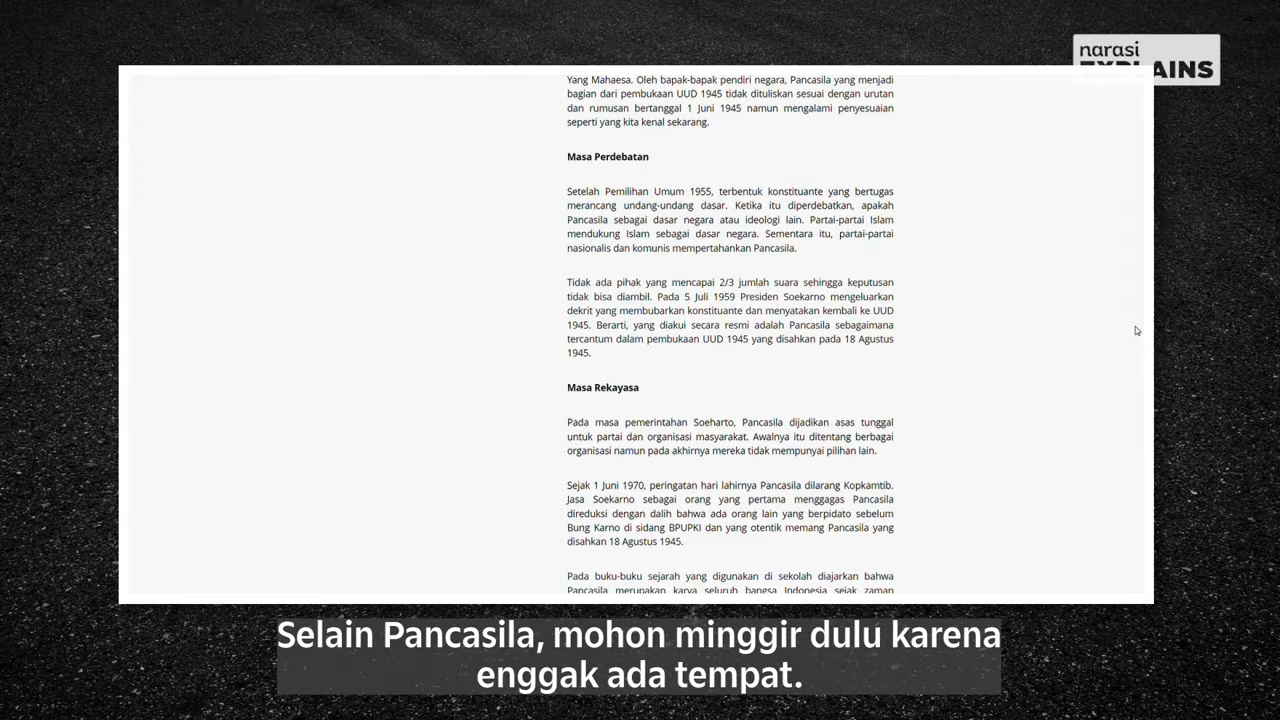 narasi
EXPLAINS
Yang Mahaesa. Oleh bapak-bapak pendiri negara, Pancasila yang menjadi
bagian dari pembukaan UUD 1945 tidak dituliskan sesuai dengan urutan
dan rumusan bertanggal 1 Juni 1945 namun mengalami penyesuaian
seperti yang kita kenal sekarang.
Masa Perdebatan
Setelah Pemilihan Umum 1955, terbentuk konstituante yang bertugas
merancang undang-undang dasar. Ketika itu diperdebatkan, apakah
Pancasila sebagai dasar negara atau ideologi lain. Partai-partai Islam
mendukung Islam sebagai dasar negara. Sementara itu, partai-partai
nasionalis dan komunis mempertahankan Pancasila.
Tidak ada pihak yang mencapai 2/3 jumlah suara sehingga keputusan
tidak bisa diambil. Pada 5 Juli 1959 Presiden Soekarno mengeluarkan
dekrit yang membubarkan konstituante dan menyatakan kembali ke UUD
1945. Berarti, yang diakui secara resmi adalah Pancasila sebagaimana
tercantum dalam pembukaan UUD 1945 yang disahkan pada 18 Agustus
1945.
Masa Rekayasa
Pada masa pemerintahan Soeharto, Pancasila dijadikan asas tunggal
untuk partai dan organisasi masyarakat. Awalnya itu ditentang berbagai
organisasi namun pada akhirnya mereka tidak mempunyai pilihan lain.
Sejak 1 Juni 1970, peringatan hari lahirnya Pancasila dilarang Kopkamtib.
Jasa Soekarno sebagai orang yang pertama menggagas Pancasila
direduksi dengan dalih bahwa ada orang lain yang berpidato sebelum
Bung Karno di sidang BPUPKI dan yang otentik memang Pancasila yang
disahkan 18 Agustus 1945.
Pada buku-buku sejarah yang digunakan di sekolah diajarkan bahwa
Pancasila merupakan karya seluruh bangsa Indonesia sejak zaman
Selain Pancasila, mohon minggir dulu karena
enggak ada tempat.